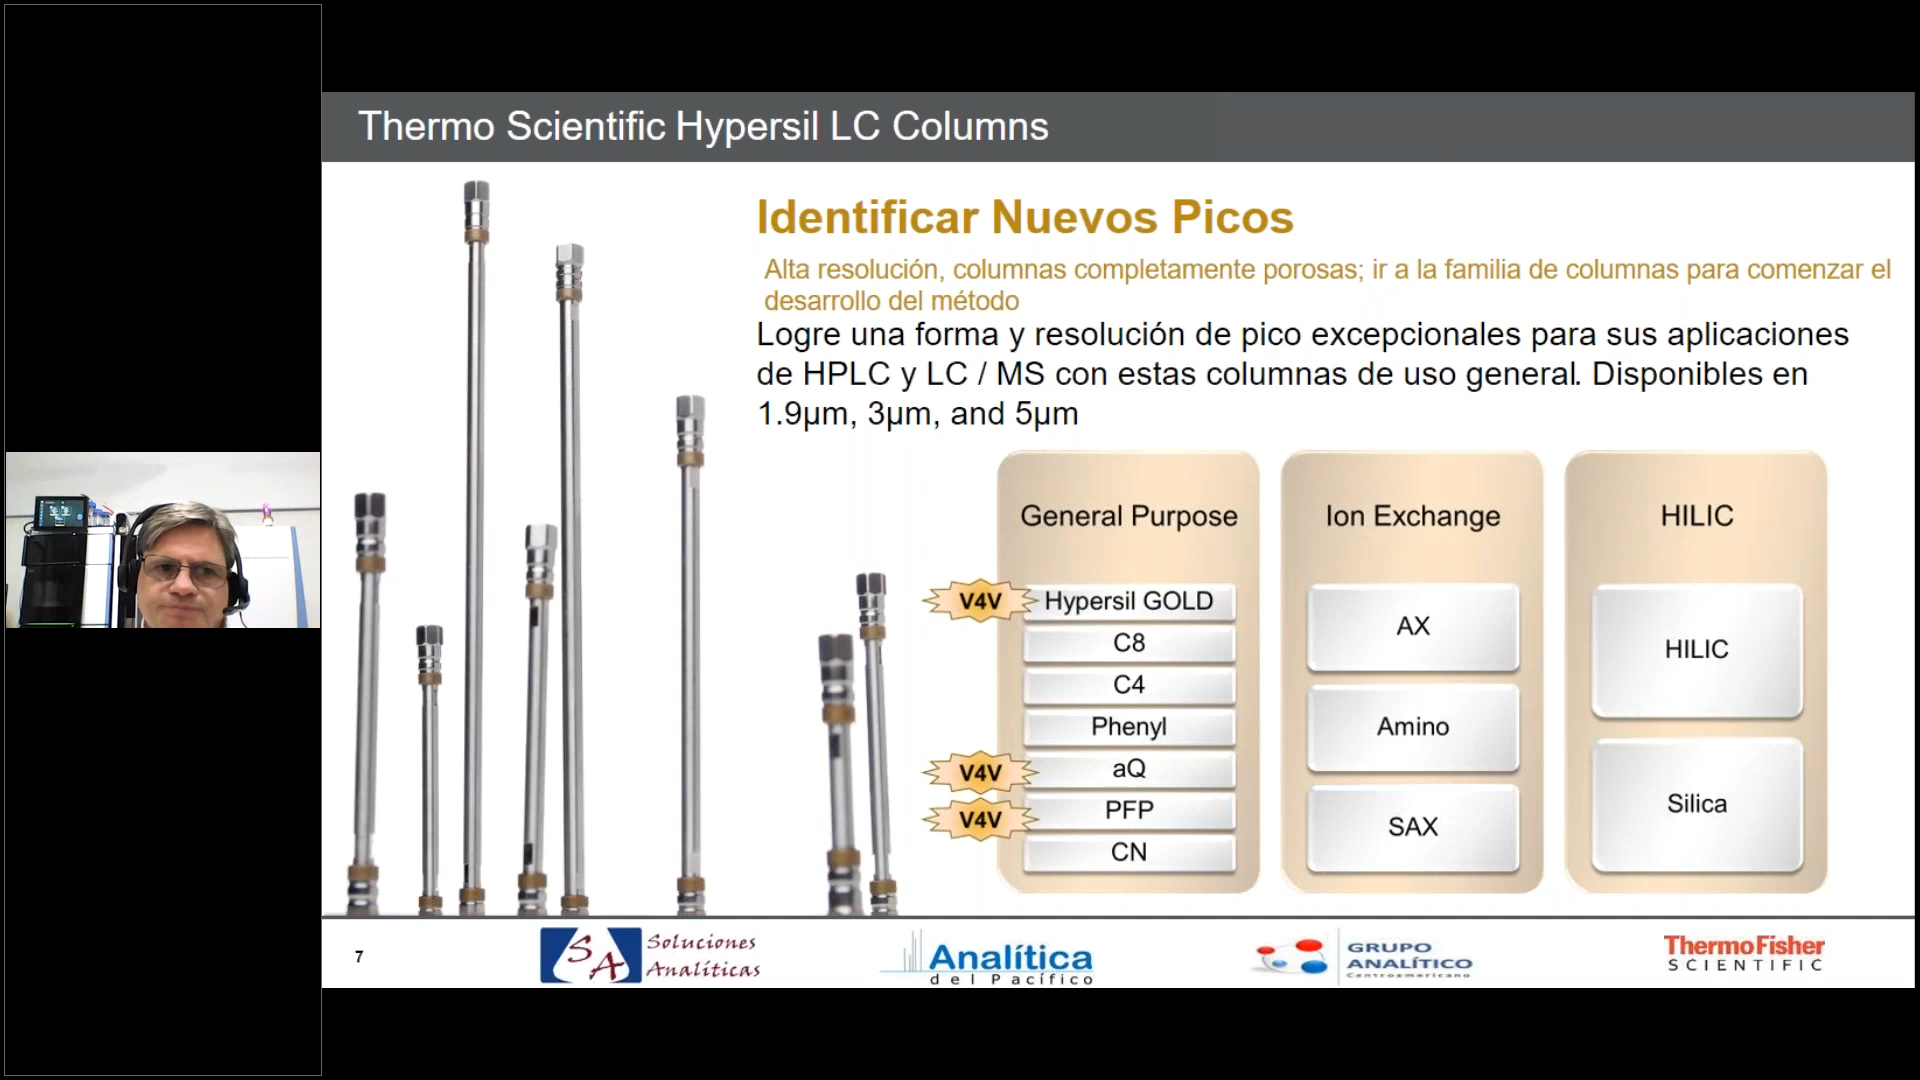 Thermo Scientific Hypersil LC Columns
Identificar Nuevos Picos
Alta resolución, columnas completamente porosas; ir a la familia de columnas para comenzar el
desarrollo del método
Logre una forma y resolución de pico excepcionales para sus aplicaciones
de HPLC y LC / MS con estas columnas de uso general. Disponibles en
1.9µm, 3µm, and 5µm
General Purpose
V4V Hypersil GOLD
C8
C4
Phenyl
V4V aQ
V4V PFP
CN
Ion Exchange
AX
Amino
SAX
HILIC
HILIC
Silica
7
SA Soluciones
Analíticas
Analítica
del Pacífico
GRUPO
ANALÍTICO
Centroamericano
ThermoFisher
SCIENTIFIC